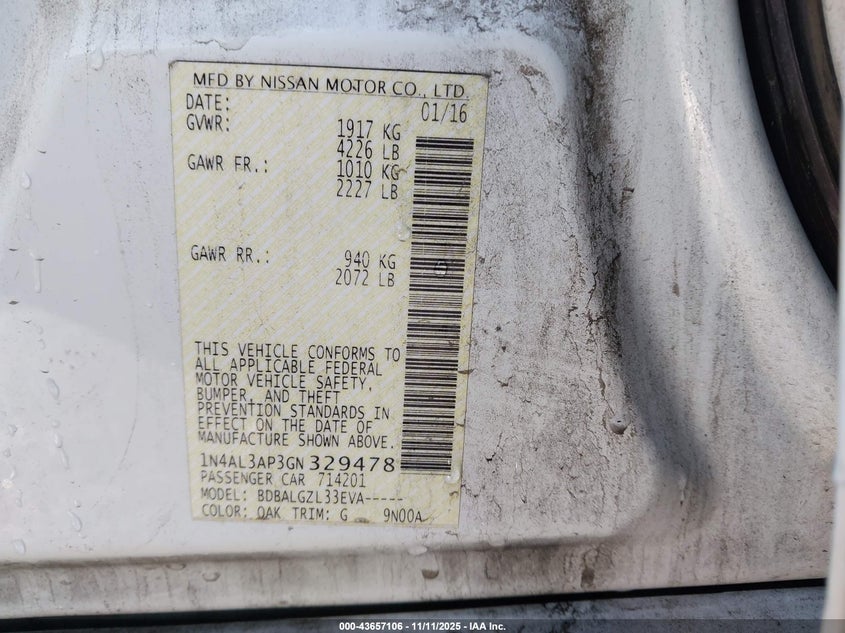 MFD BY NISSAN MOTOR CO., LTD.
DATE: 01/16
GVWR: 1917 KG
4226 LB
GAWR FR.: 1010 KG
2227 LB
GAWR RR.: 940 KG
2072 LB
THIS VEHICLE CONFORMS TO
ALL APPLICABLE FEDERAL
MOTOR VEHICLE SAFETY,
BUMPER, AND THEFT
PREVENTION STANDARDS IN
EFFECT ON THE DATE OF
MANUFACTURE SHOWN ABOVE.
1N4AL3AP3GN 329478
PASSENGER CAR 714201
MODEL: BDBALGZL33EVA-----
COLOR: QAK TRIM: G 9N00A
000-43657106 - 11/11/2025 - IAA Inc.